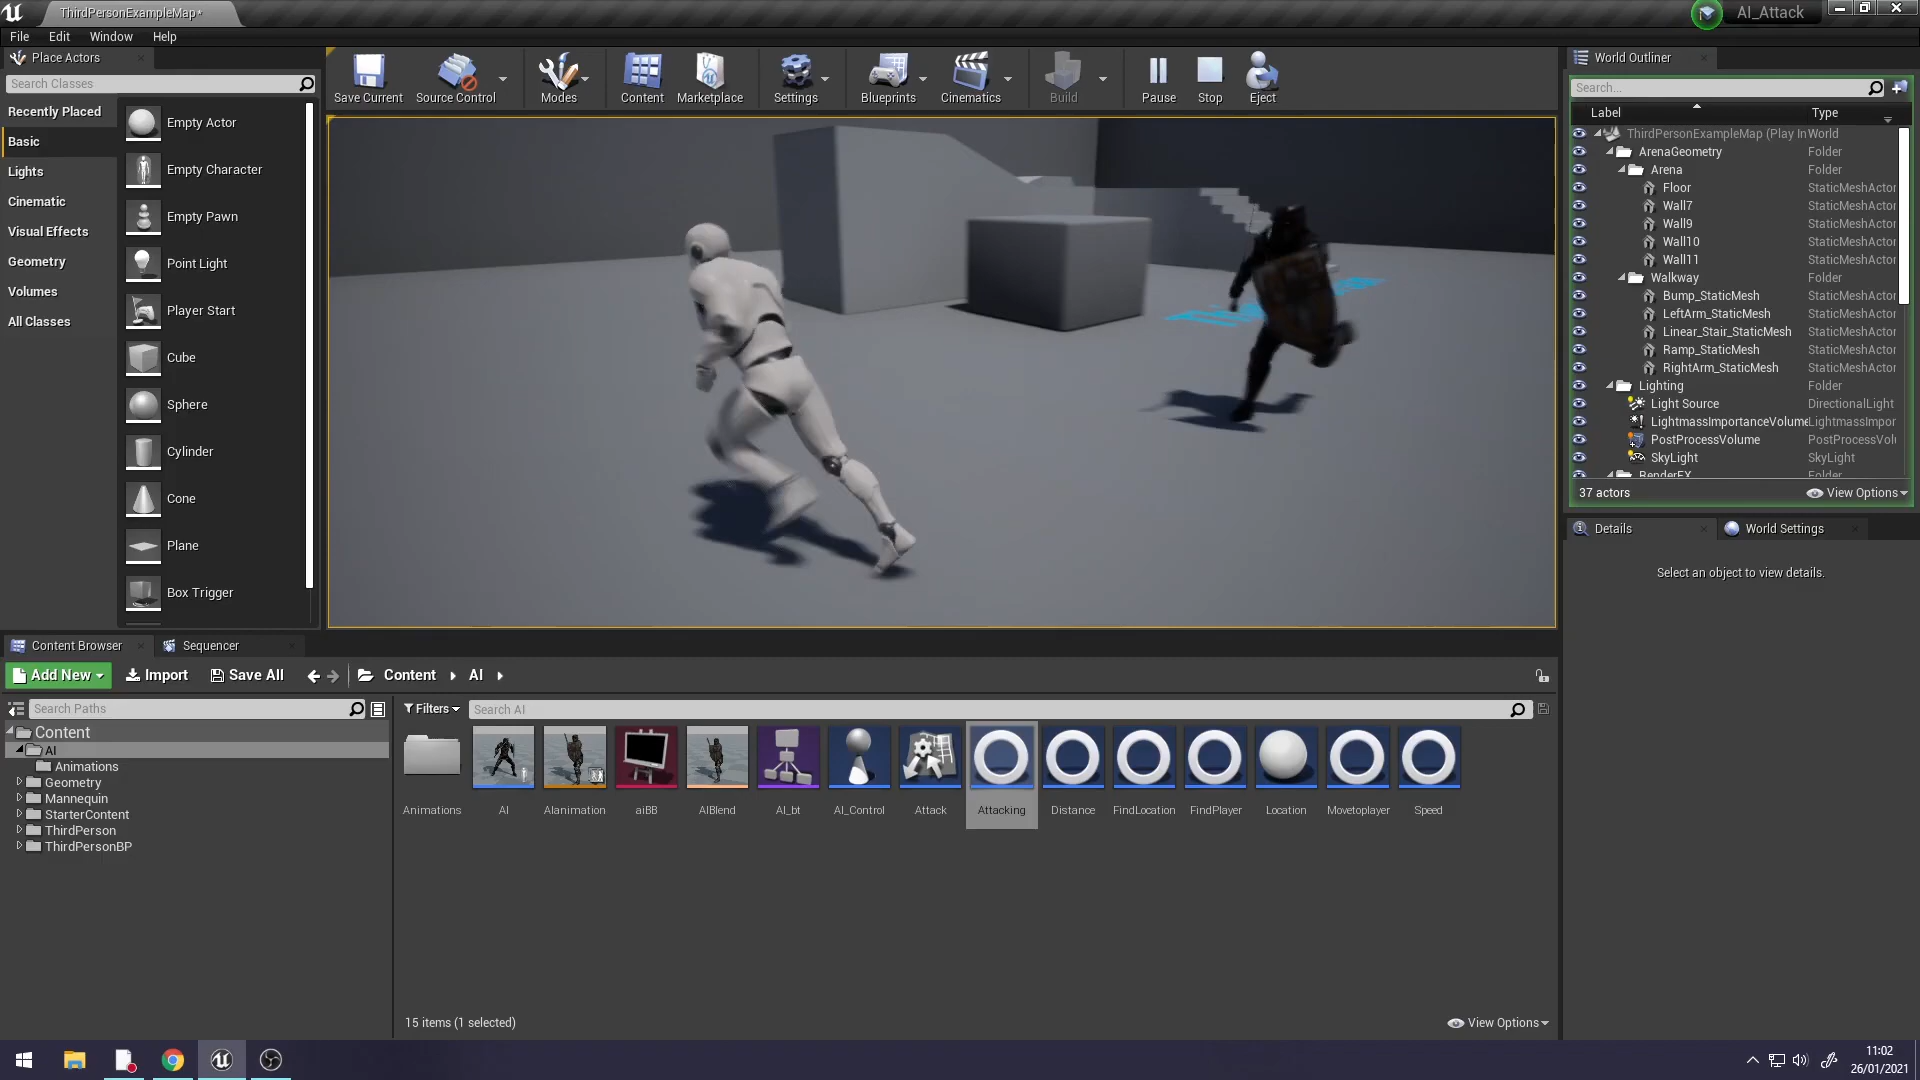 ThirdPersonExampleMap*
AI_Attack
File Edit Window Help
Place Actors
Search Classes
Recently Placed
Basic
Lights
Cinematic
Visual Effects
Geometry
Volumes
All Classes
Empty Actor
Empty Character
Empty Pawn
Point Light
Player Start
Cube
Sphere
Cylinder
Cone
Plane
Box Trigger
Save Current Source Control Modes Content Marketplace Settings Blueprints Cinematics Build Pause Stop Eject
World Outliner
Search...
Label Type
ThirdPersonExampleMap (Play In World
ArenaGeometry Folder
Arena Folder
Floor StaticMeshActor
Wall7 StaticMeshActor
Wall9 StaticMeshActor
Wall10 StaticMeshActor
Wall11 StaticMeshActor
Walkway Folder
Bump_StaticMesh StaticMeshActor
LeftArm_StaticMesh StaticMeshActor
Linear_Stair_StaticMesh StaticMeshActor
Ramp_StaticMesh StaticMeshActor
RightArm_StaticMesh StaticMeshActor
Lighting Folder
Light Source DirectionalLight
LightmassImportanceVolume LightmassImpor
PostProcessVolume PostProcessVolu
SkyLight SkyLight
RenderFX Folder
37 actors View Options
Details World Settings
Select an object to view details.
Content Browser Sequencer
Add New Import Save All Content AI
Search Paths
Filters Search AI
Content
AI
Animations
Geometry
Mannequin
StarterContent
ThirdPerson
ThirdPersonBP
Animations AI AIanimation aiBB AIBlend AI_bt AI_Control Attack Attacking Distance FindLocation FindPlayer Location Movetoplayer Speed
15 items (1 selected) View Options
11:02
26/01/2021